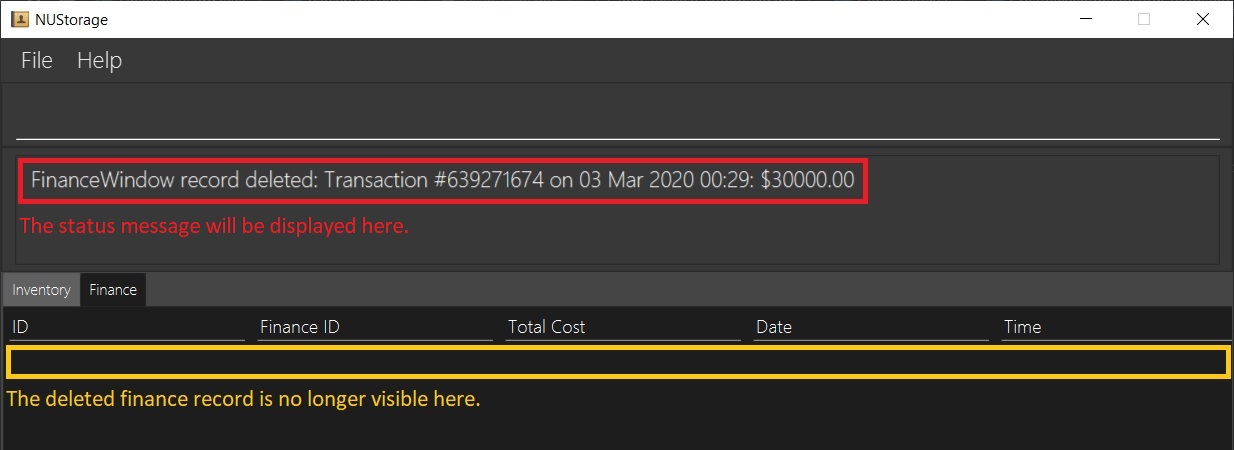 NUStorage
File Help
FinanceWindow record deleted: Transaction #639271674 on 03 Mar 2020 00:29: $30000.00
The status message will be displayed here.
Inventory Finance
ID Finance ID Total Cost Date Time
The deleted finance record is no longer visible here.